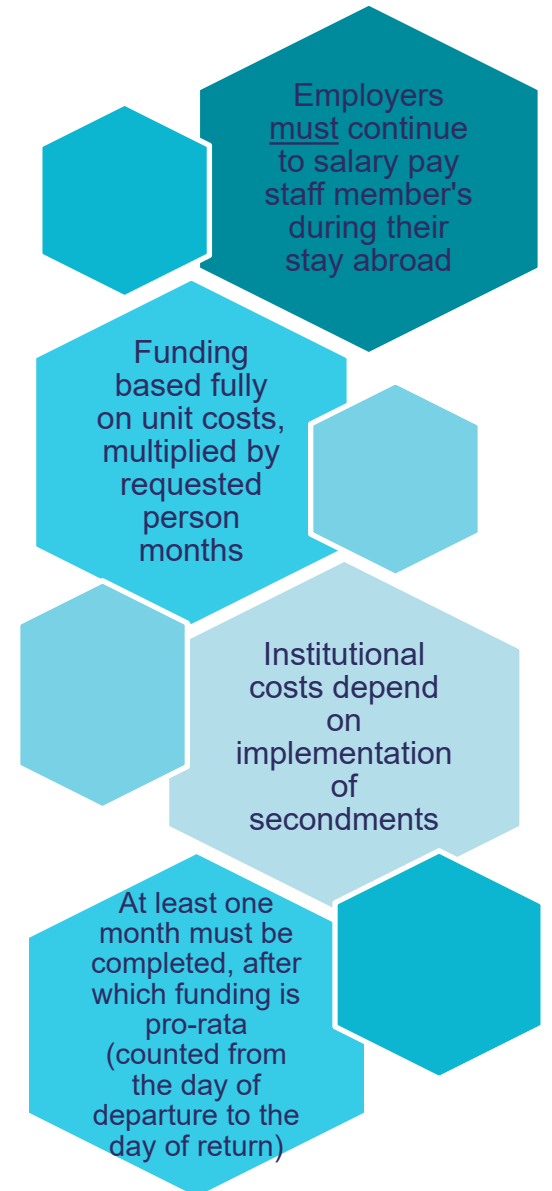 Employers
must continue
to salary pay
staff member's
during their
stay abroad
Funding
based fully
on unit costs,
multiplied by
requested
person
months
Institutional
costs depend
on
implementation
of
secondments
At least one
month must be
completed, after
which funding is
pro-rata
(counted from
the day of
departure to the
day of return)